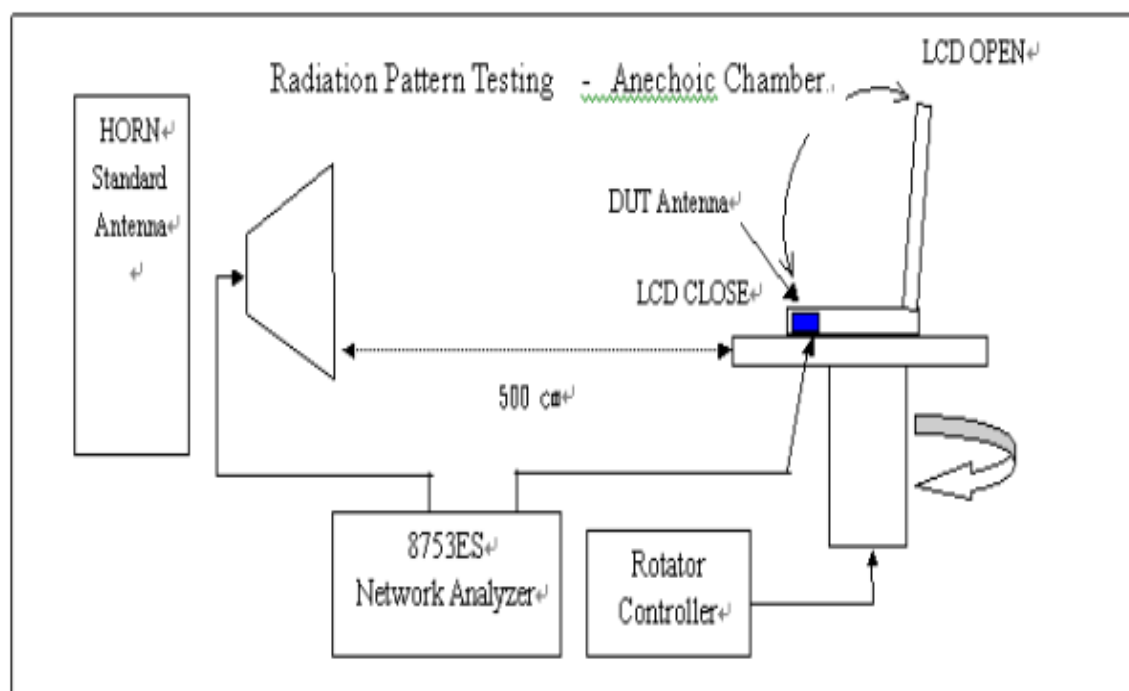 LCD OPEN
Radiation Pattern Testing - Anechoic Chamber.
HORN
Standard
Antenna
DUT Antenna
LCD CLOSE
500 cm
8753ES
Network Analyzer
Rotator
Controller